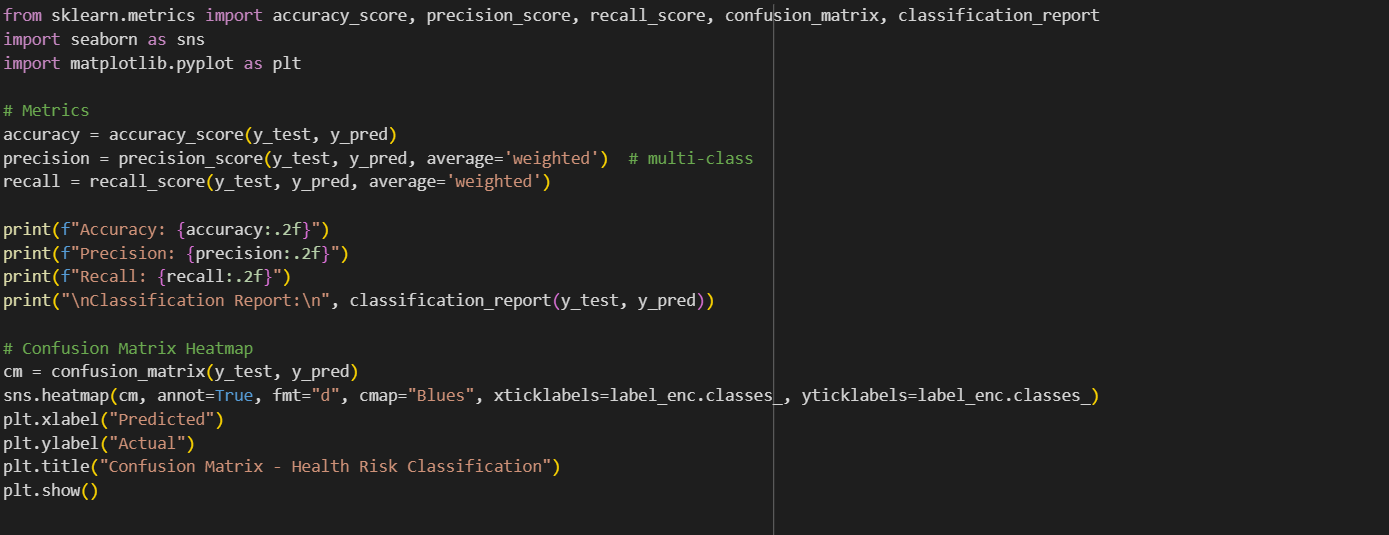 from sklearn.metrics import accuracy_score, precision_score, recall_score, confusion_matrix, classification_report
import seaborn as sns
import matplotlib.pyplot as plt
# Metrics
accuracy = accuracy_score(y_test, y_pred)
precision = precision_score(y_test, y_pred, average='weighted')  # multi-class
recall = recall_score(y_test, y_pred, average='weighted')
print(f"Accuracy: {accuracy:.2f}")
print(f"Precision: {precision:.2f}")
print(f"Recall: {recall:.2f}")
print("\nClassification Report:\n", classification_report(y_test, y_pred))
# Confusion Matrix Heatmap
cm = confusion_matrix(y_test, y_pred)
sns.heatmap(cm, annot=True, fmt="d", cmap="Blues", xticklabels=label_enc.classes_, yticklabels=label_enc.classes_)
plt.xlabel("Predicted")
plt.ylabel("Actual")
plt.title("Confusion Matrix - Health Risk Classification")
plt.show()